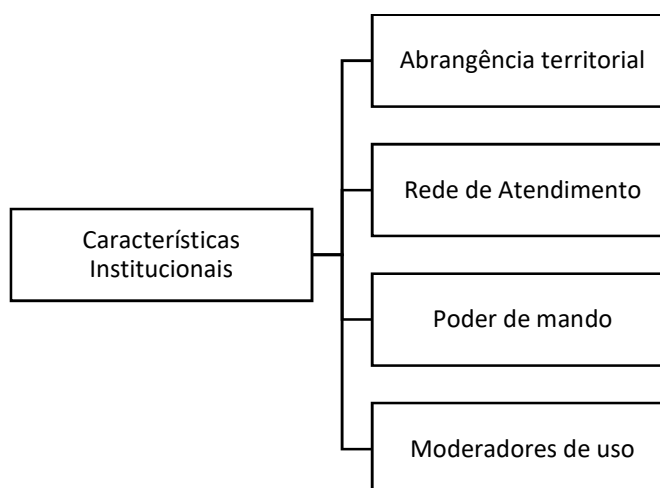 Abrangência territorial
Rede de Atendimento
Características
Institucionais
Poder de mando
Moderadores de uso